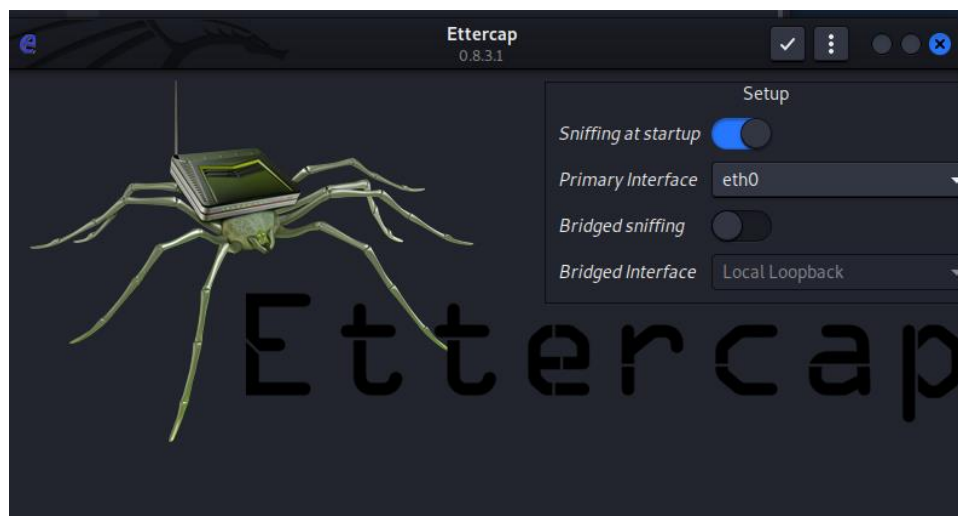 Ettercap
0.8.3.1
Setup
Sniffing at startup
Primary Interface eth0
Bridged sniffing
Bridged Interface Local Loopback
Ettercap